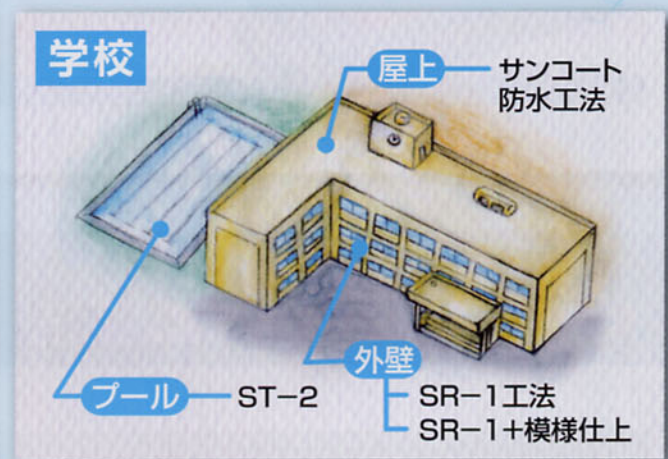 学校
屋上
サンコート
防水工法
外壁
プール
ST-2
SR-1工法
SR-1+模様仕上